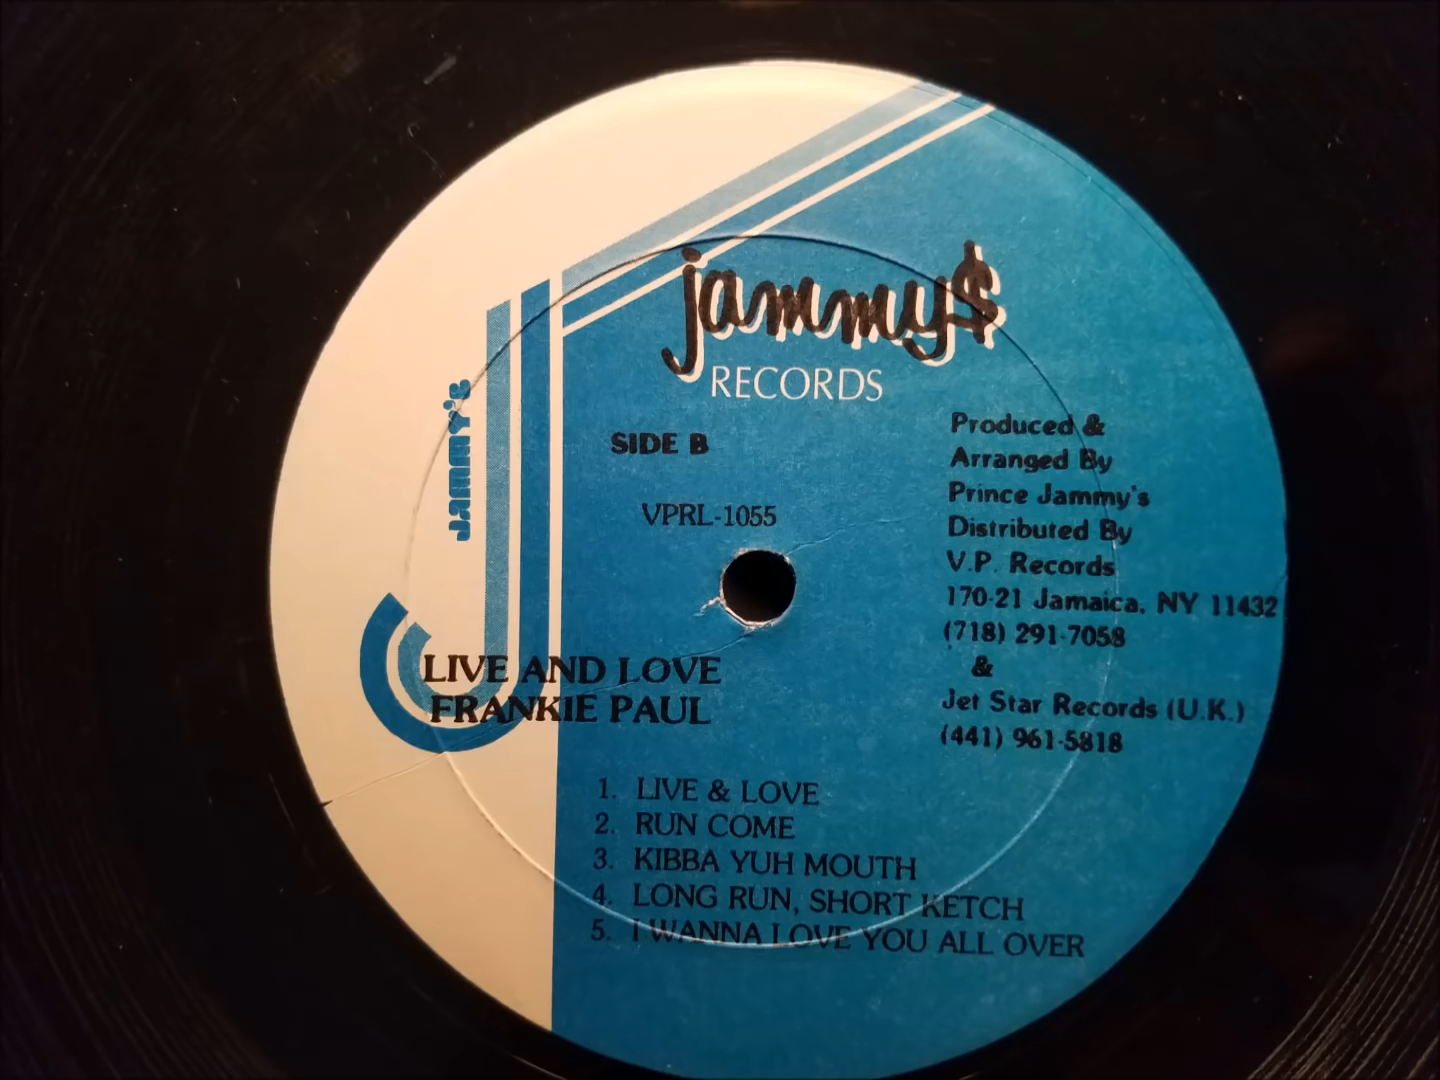 jammy$
RECORDS
JAMMY'S
SIDE B
VPRL-1055
Produced &
Arranged By
Prince Jammy's
Distributed By
V.P. Records
170-21 Jamaica, NY 11432
(718) 291-7058
&
Jet Star Records (U.K.)
(441) 961-5818
LIVE AND LOVE
FRANKIE PAUL
1. LIVE & LOVE
2. RUN COME
3. KIBBA YUH MOUTH
4. LONG RUN, SHORT KETCH
5. I WANNA LOVE YOU ALL OVER